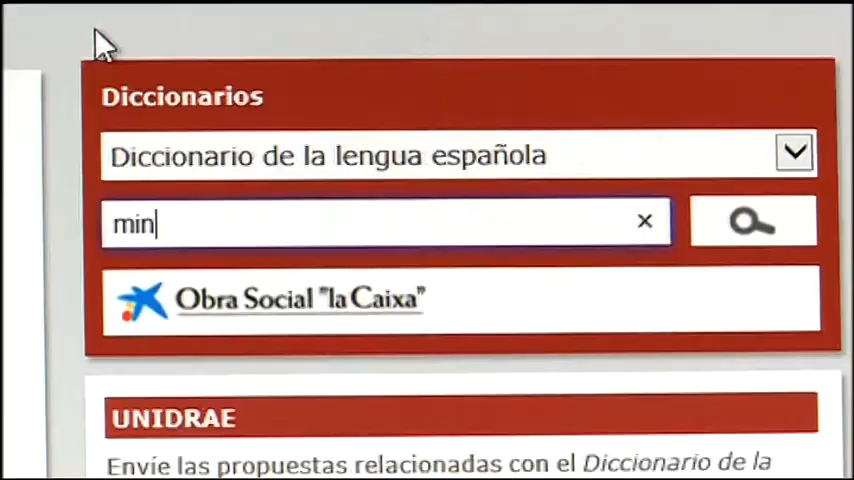 Diccionarios
Diccionario de la lengua española
min
Obra Social "la Caixa"
UNIDRAE
Envíe las propuestas relacionadas con el Diccionario de la